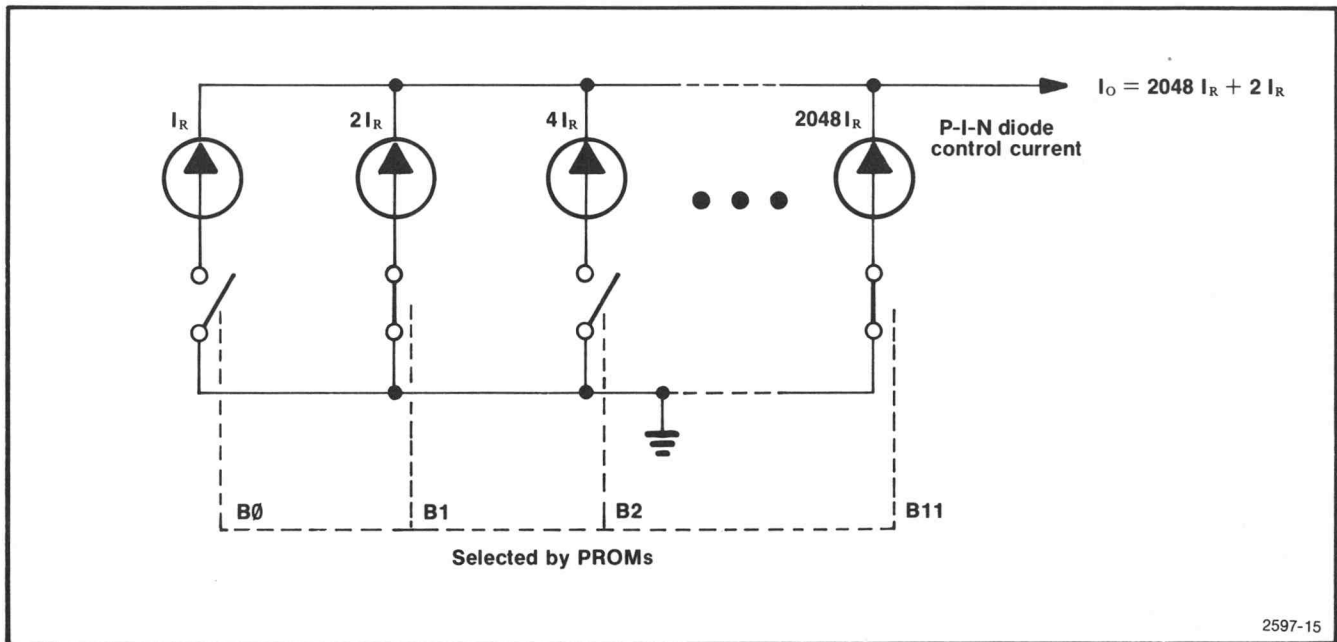 I_O = 2048 I_R + 2 I_R
I_R
2 I_R
4 I_R
2048 I_R
P-I-N diode
control current
BØ
B1
B2
B11
Selected by PROMs
2597-15